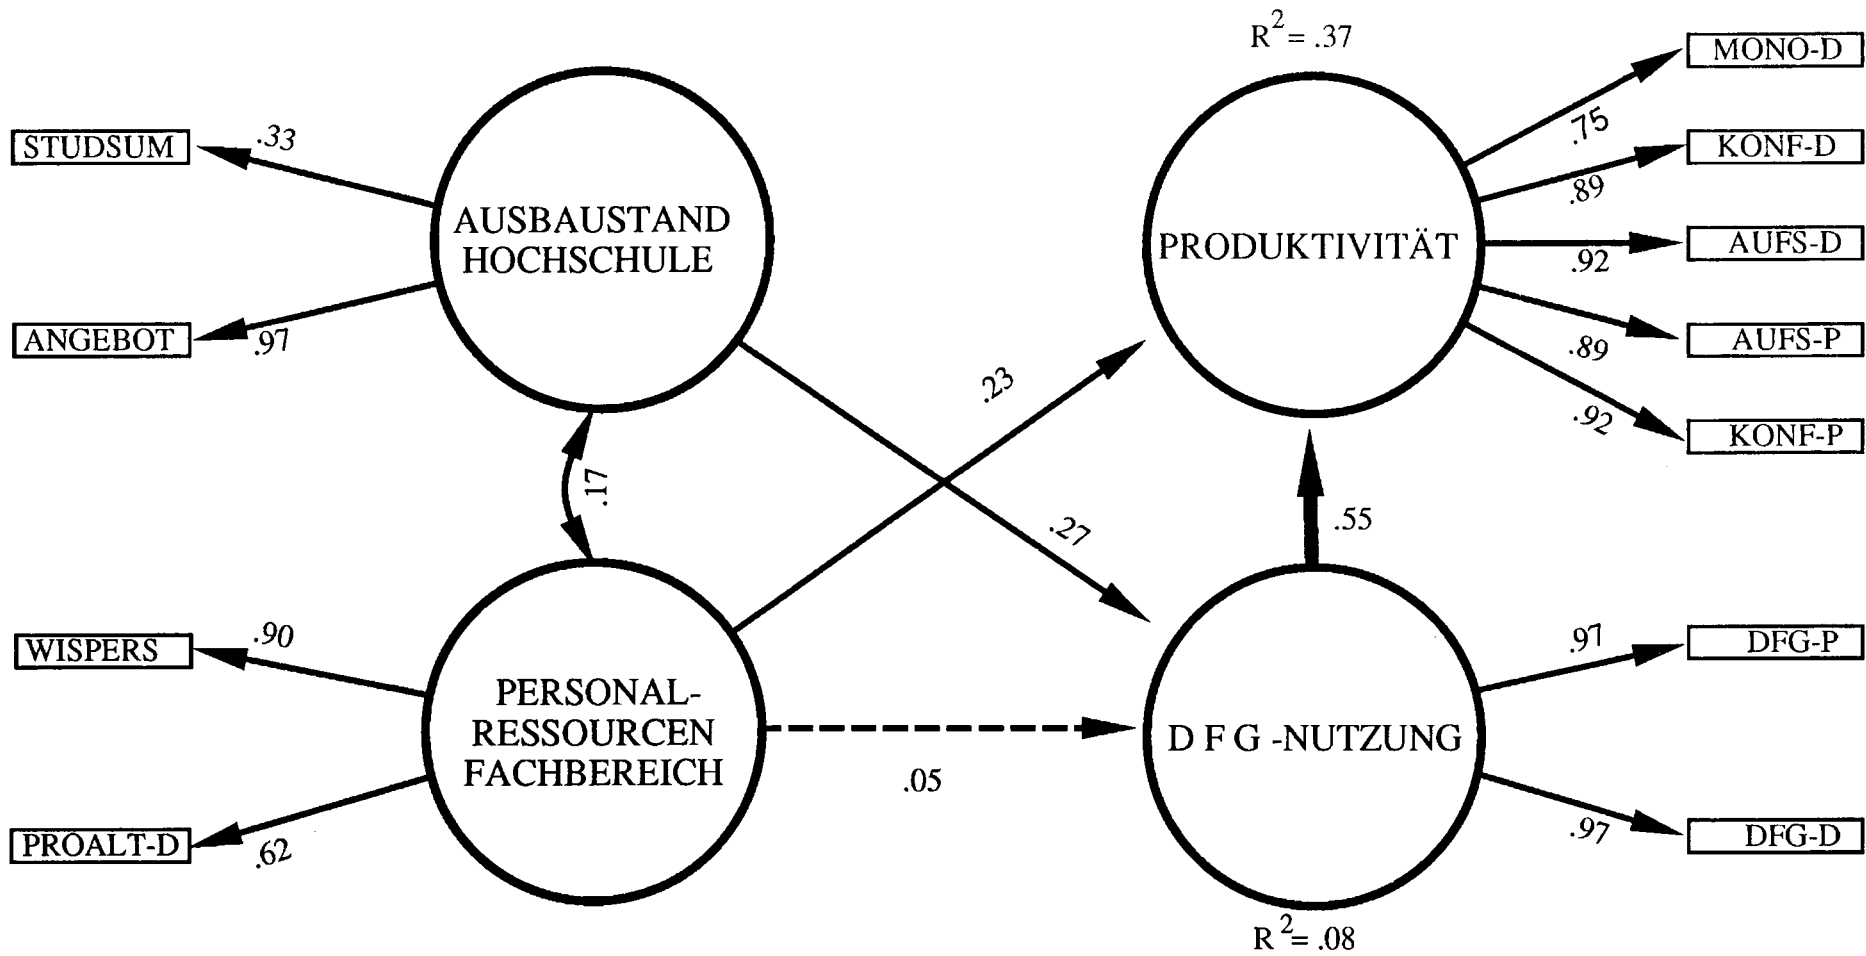 R² = .37
MONO-D
.75
STUDSUM
.33
KONF-D
.89
AUSBAUSTAND
HOCHSCHULE
PRODUKTIVITÄT
AUFS-D
.92
ANGEBOT
.97
AUFS-P
.89
.23
KONF-P
.92
.17
.27
.55
WISPERS
.90
DFG-P
.97
PERSONAL-
RESSOURCEN
FACHBEREICH
D F G -NUTZUNG
.05
PROALT-D
.62
DFG-D
.97
R² = .08